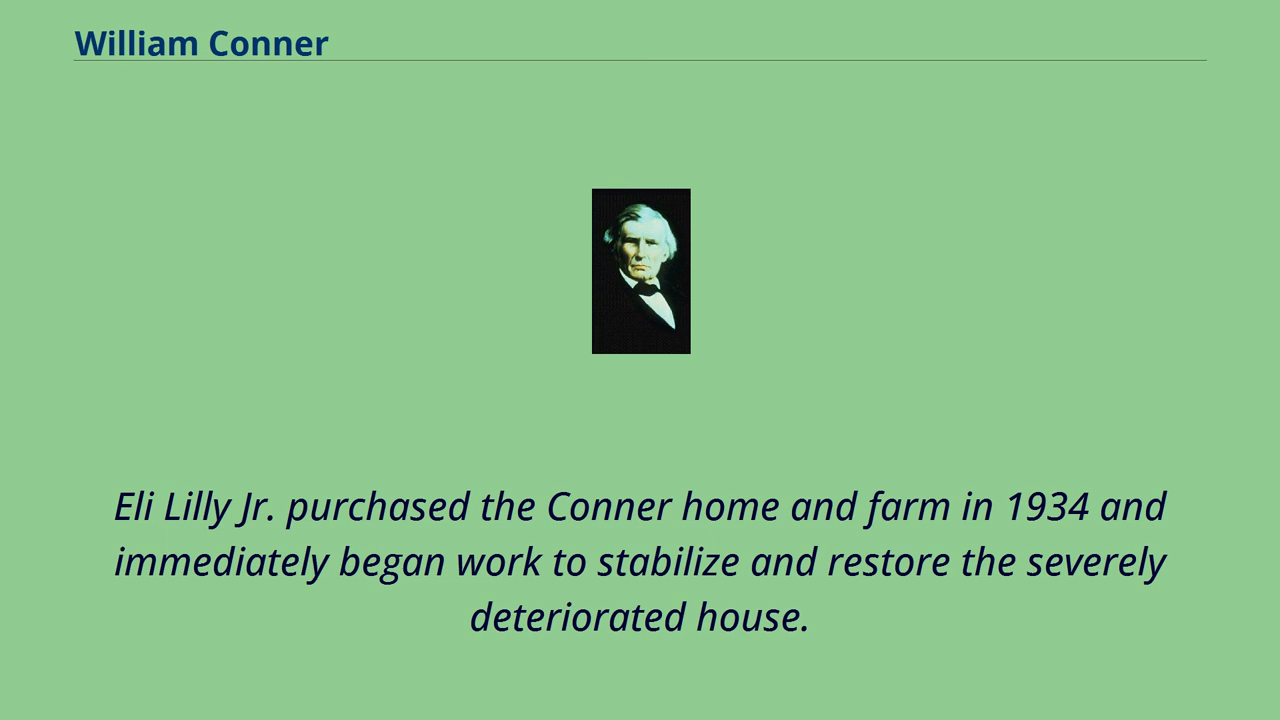 William Conner
Eli Lilly Jr. purchased the Conner home and farm in 1934 and
immediately began work to stabilize and restore the severely
deteriorated house.